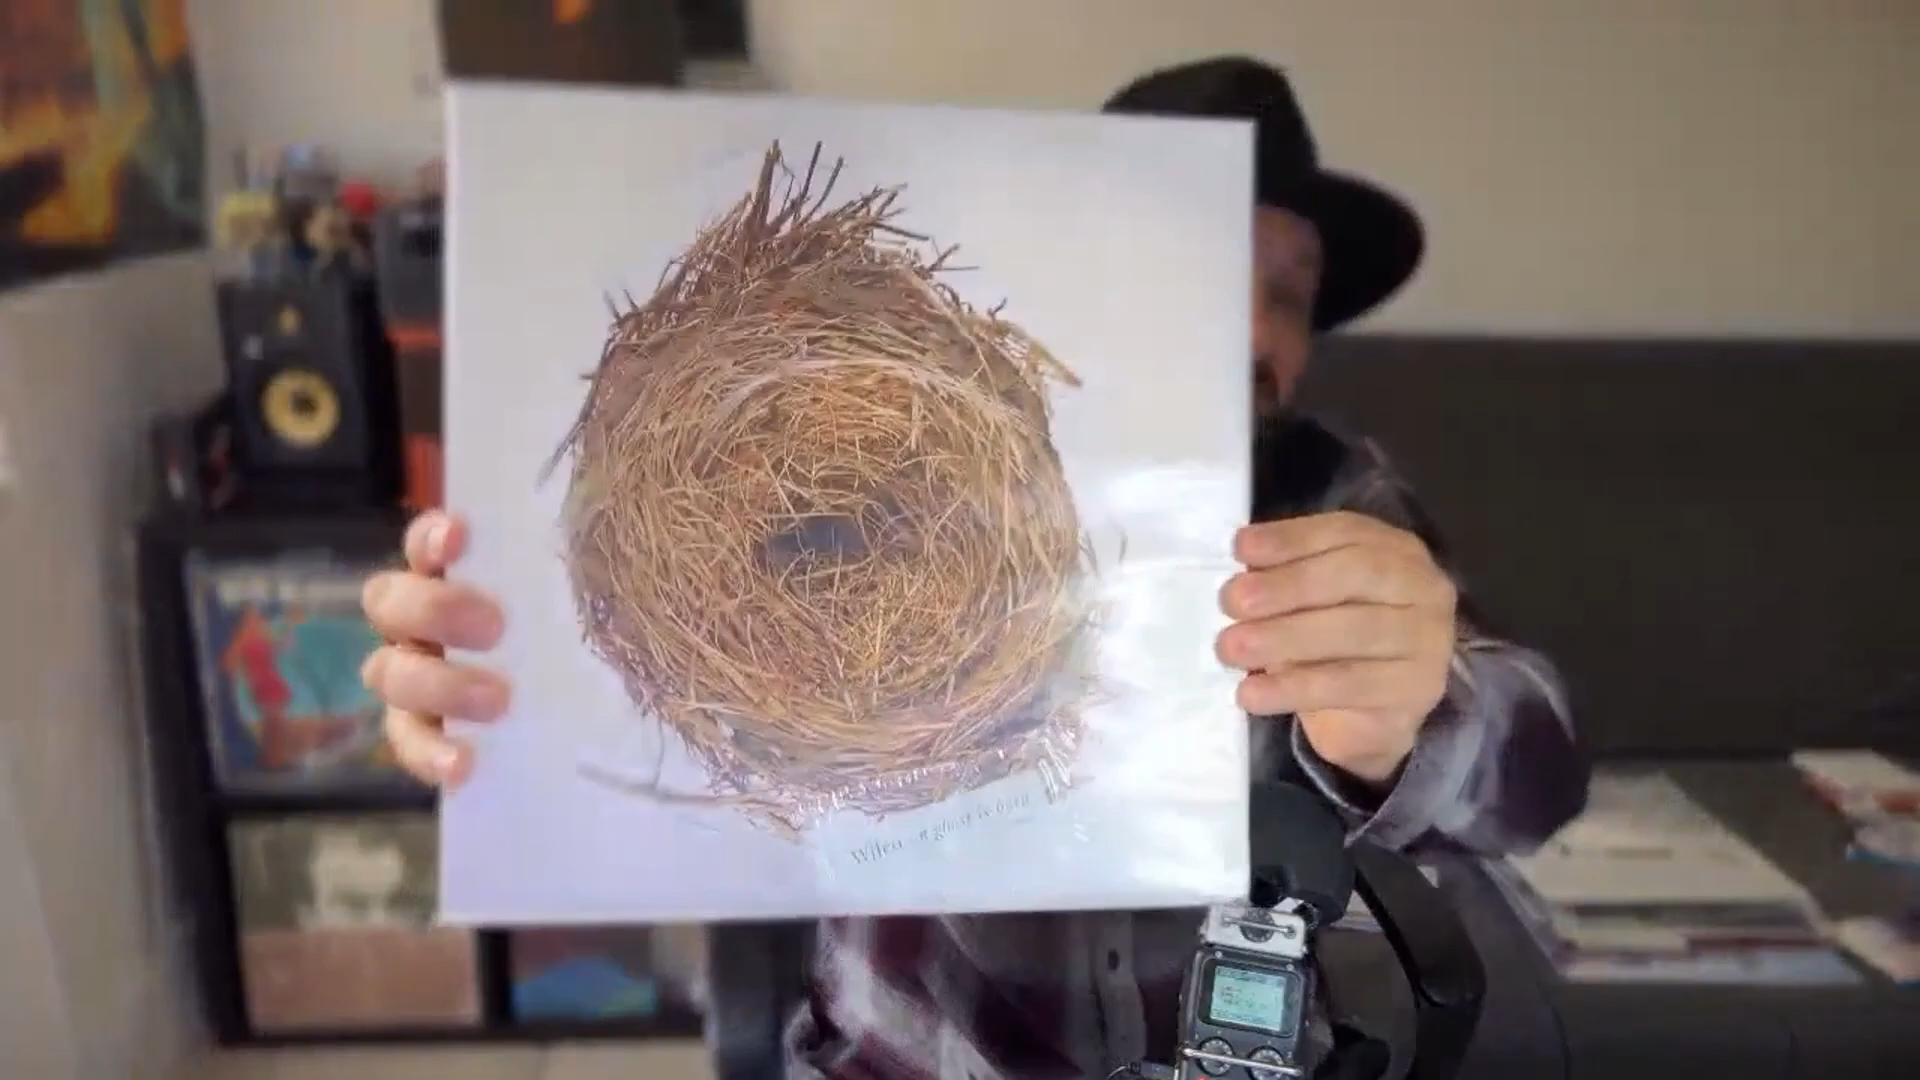 Wilco – a ghost is born